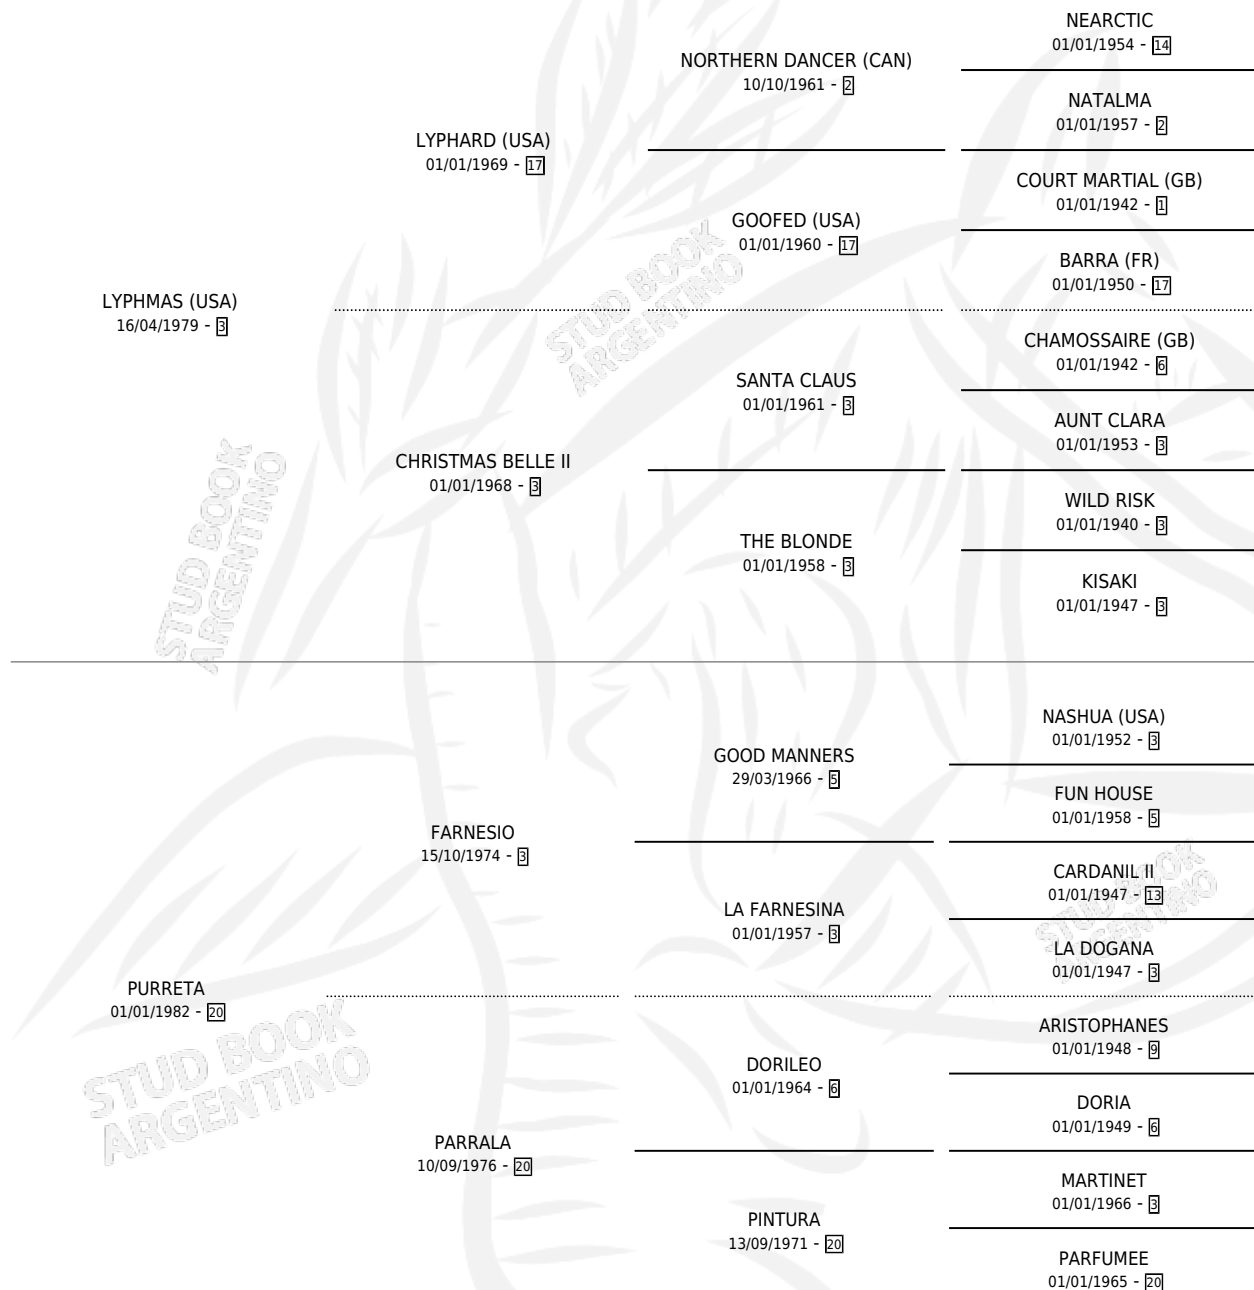 NEARCTIC
01/01/1954 - 14
NORTHERN DANCER (CAN)
10/10/1961 - 2
NATALMA
01/01/1957 - 2
LYPHARD (USA)
01/01/1969 - 17
COURT MARTIAL (GB)
01/01/1942 - 1
GOOFED (USA)
01/01/1960 - 17
BARRA (FR)
01/01/1950 - 17
LYPHMAS (USA)
16/04/1979 - 3
STUD BOOK
ARGENTINO
CHAMOSSAIRE (GB)
01/01/1942 - 6
SANTA CLAUS
01/01/1961 - 3
AUNT CLARA
01/01/1953 - 3
CHRISTMAS BELLE II
01/01/1968 - 3
WILD RISK
01/01/1940 - 3
THE BLONDE
01/01/1958 - 3
KISAKI
01/01/1947 - 3
STUD BOOK
ARGENTINO
NASHUA (USA)
01/01/1952 - 3
GOOD MANNERS
29/03/1966 - 5
FUN HOUSE
01/01/1958 - 5
FARNESIO
15/10/1974 - 3
CARDANIL II
01/01/1947 - 13
LA FARNESINA
01/01/1957 - 3
STUD BOOK
ARGENTINO
LA DOGANA
01/01/1947 - 3
PURRETA
01/01/1982 - 20
ARISTOPHANES
01/01/1948 - 9
DORILEO
01/01/1964 - 6
STUD BOOK
ARGENTINO
DORIA
01/01/1949 - 6
PARRALA
10/09/1976 - 20
MARTINET
01/01/1966 - 3
PINTURA
13/09/1971 - 20
PARFUMEE
01/01/1965 - 20